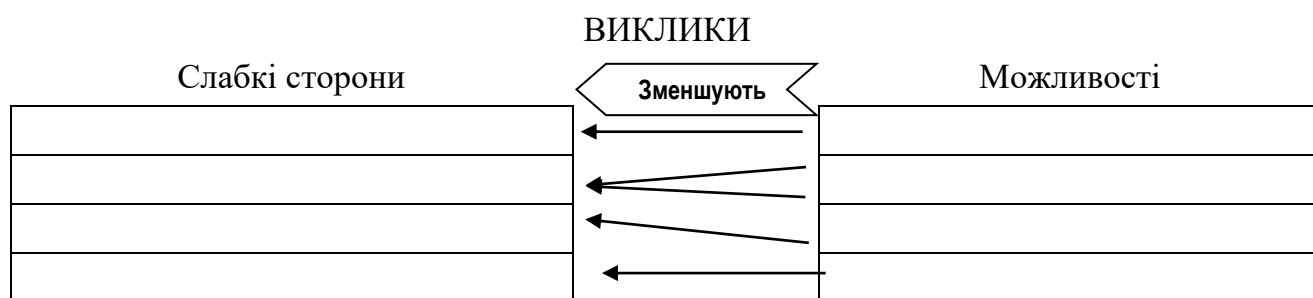 ВИКЛИКИ
Слабкі сторони
Зменшують
Можливості